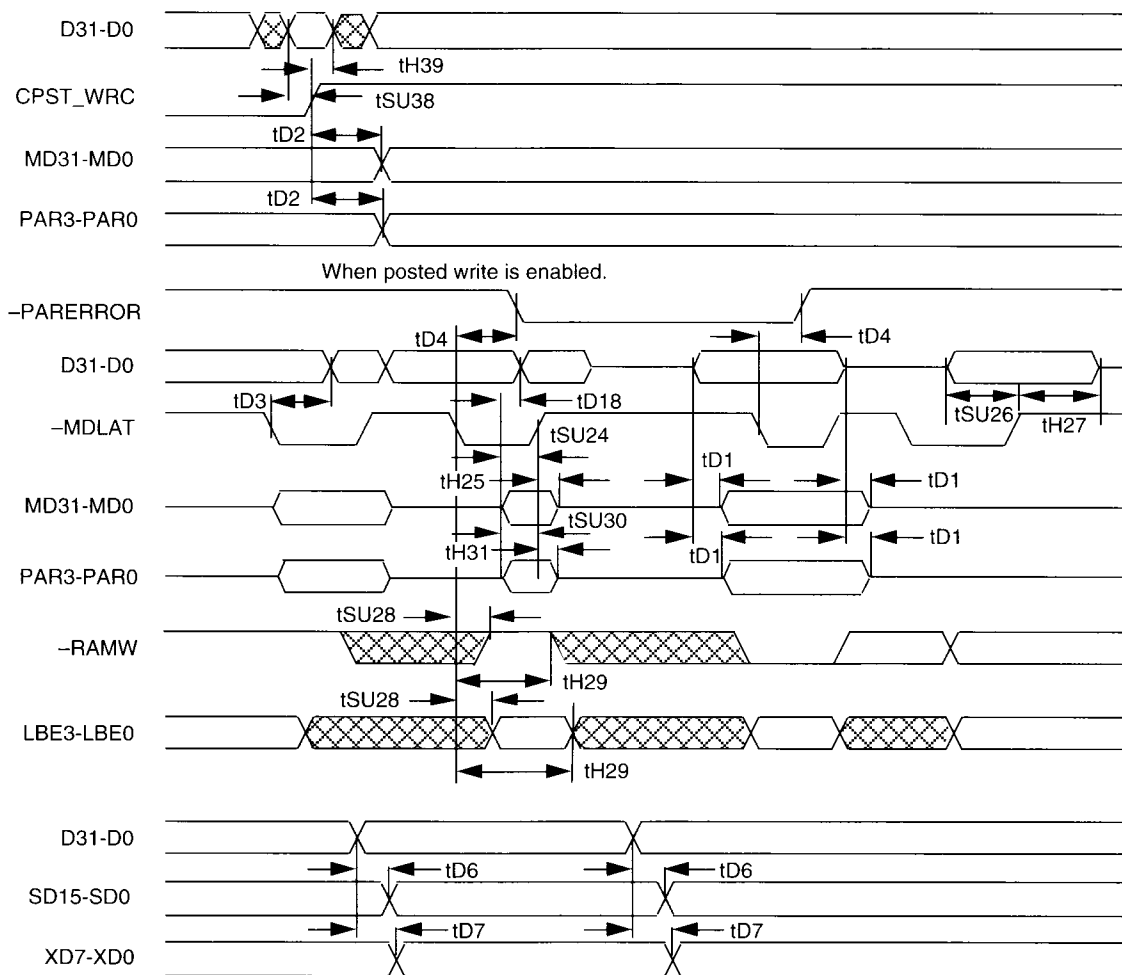 D31-D0
tH39
CPST_WRC
tSU38
tD2
MD31-MD0
tD2
PAR3-PAR0
When posted write is enabled.
–PARERROR
tD4
tD4
D31-D0
tD3
tD18
tSU26
tH27
–MDLAT
tSU24
tH25
tD1
tD1
MD31-MD0
tSU30
tH31
tD1
tD1
PAR3-PAR0
tSU28
–RAMW
tH29
tSU28
LBE3-LBE0
tH29
D31-D0
tD6
tD6
SD15-SD0
tD7
tD7
XD7-XD0